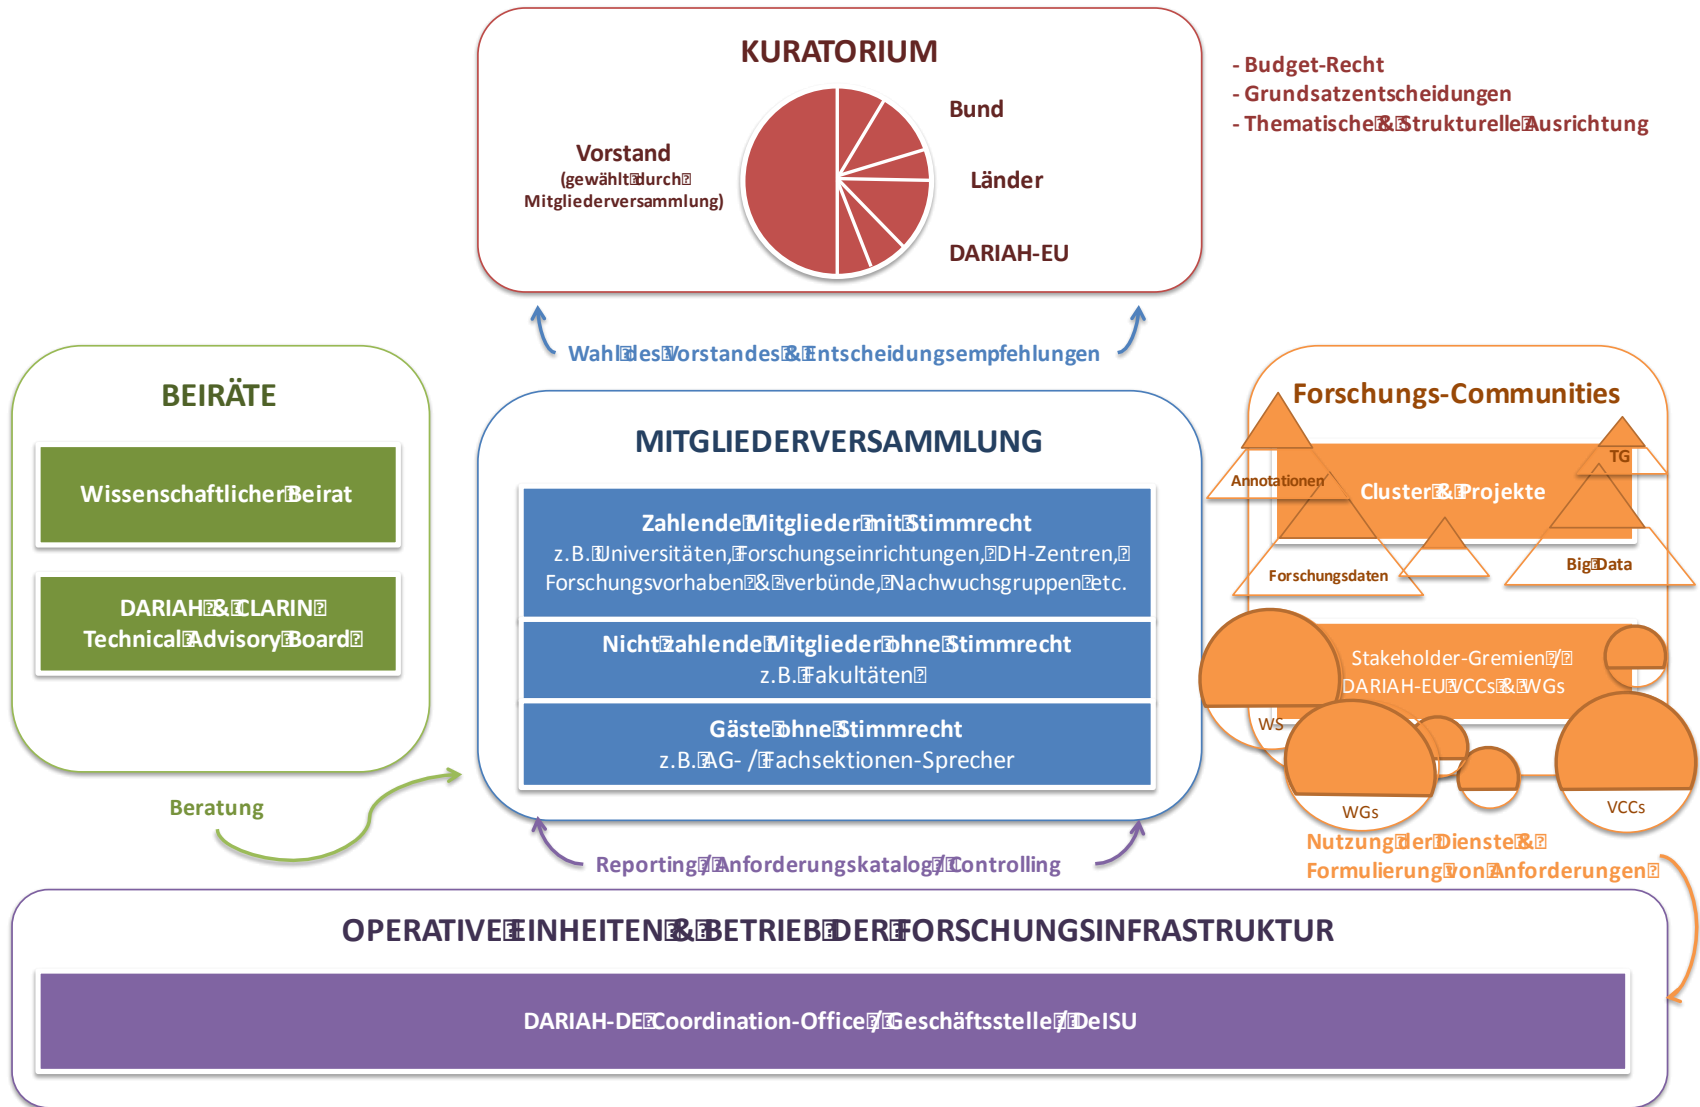 KURATORIUM
Vorstand
(gewählt durch
Mitgliederversammlung)
Bund
Länder
DARIAH-EU
- Budget-Recht
- Grundsatzentscheidungen
- Thematische & Strukturelle Ausrichtung
Wahl des Vorstandes & Entscheidungsempfehlungen
BEIRÄTE
Wissenschaftlicher Beirat
DARIAH & CLARIN
Technical Advisory Board
Beratung
MITGLIEDERVERSAMMLUNG
Zahlende Mitglieder mit Stimmrecht
z.B. Universitäten, Forschungseinrichtungen, DH-Zentren,
Forschungsvorhaben & -verbünde, Nachwuchsgruppen etc.
Nicht zahlende Mitglieder ohne Stimmrecht
z.B. Fakultäten
Gäste ohne Stimmrecht
z.B. AG- / Fachsektionen-Sprecher
Reporting / Anforderungskatalog / Controlling
Forschungs-Communities
TG
Annotationen
Cluster & Projekte
Forschungsdaten
Big Data
Stakeholder-Gremien /
DARIAH-EU VCCs & WGs
WS
WGs
VCCs
Nutzung der Dienste &
Formulierung von Anforderungen
OPERATIVE EINHEITEN & BETRIEB DER FORSCHUNGSINFRASTRUKTUR
DARIAH-DE Coordination-Office / Geschäftsstelle / DeISU